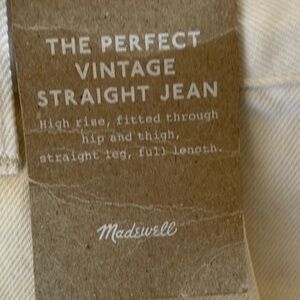 THE PERFECT
VINTAGE
STRAIGHT JEAN
High rise, fitted through
hip and thigh,
straight leg, full length.
Madewell